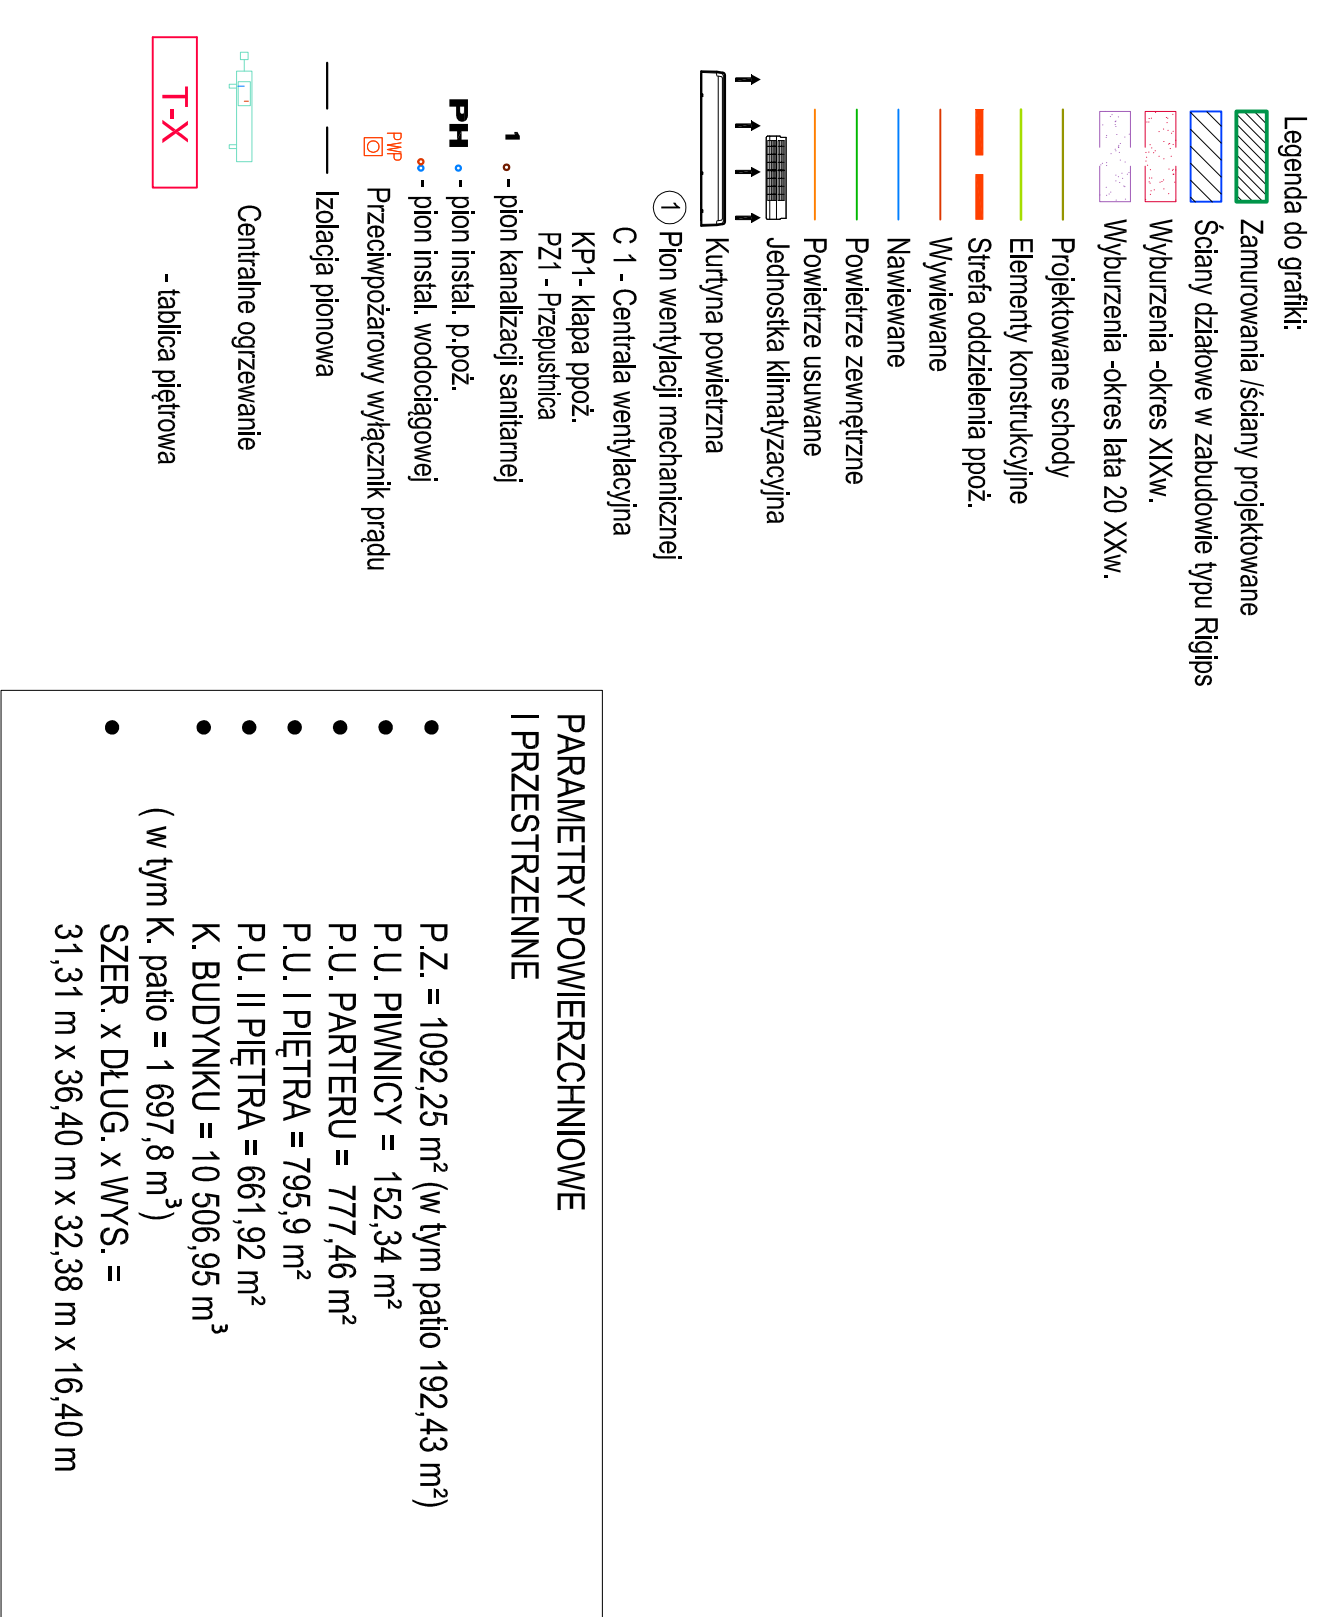 Legenda do grafiki:
Zamurowania /ściany projektowane
Ściany działowe w zabudowie typu Rigips
Wyburzenia -okres XIXw.
Wyburzenia -okres lata 20 XXw.
Projektowane schody
Elementy konstrukcyjne
Strefa oddzielenia ppoż.
Wywiewane
Nawiewane
Powietrze zewnętrzne
Powietrze usuwane
Jednostka klimatyzacyjna
Kurtyna powietrzna
1 Pion wentylacji mechanicznej
C 1 - Centrala wentylacyjna
KP1- klapa ppoż.
PZ1 - Przepustnica
1 - pion kanalizacji sanitarnej
PH - pion instal. p.poż.
- pion instal. wodociągowej
PWP Przeciwpożarowy wyłącznik prądu
Izolacja pionowa
Centralne ogrzewanie
T-X - tablica piętrowa
PARAMETRY POWIERZCHNIOWE
I PRZESTRZENNE
• P.Z. = 1092,25 m² (w tym patio 192,43 m²)
• P.U. PIWNICY = 152,34 m²
• P.U. PARTERU = 777,46 m²
• P.U. I PIĘTRA = 795,9 m²
• P.U. II PIĘTRA = 661,92 m²
• K. BUDYNKU = 10 506,95 m³
( w tym K. patio = 1 697,8 m³)
• SZER. x DŁUG. x WYS. =
31,31 m x 36,40 m x 32,38 m x 16,40 m